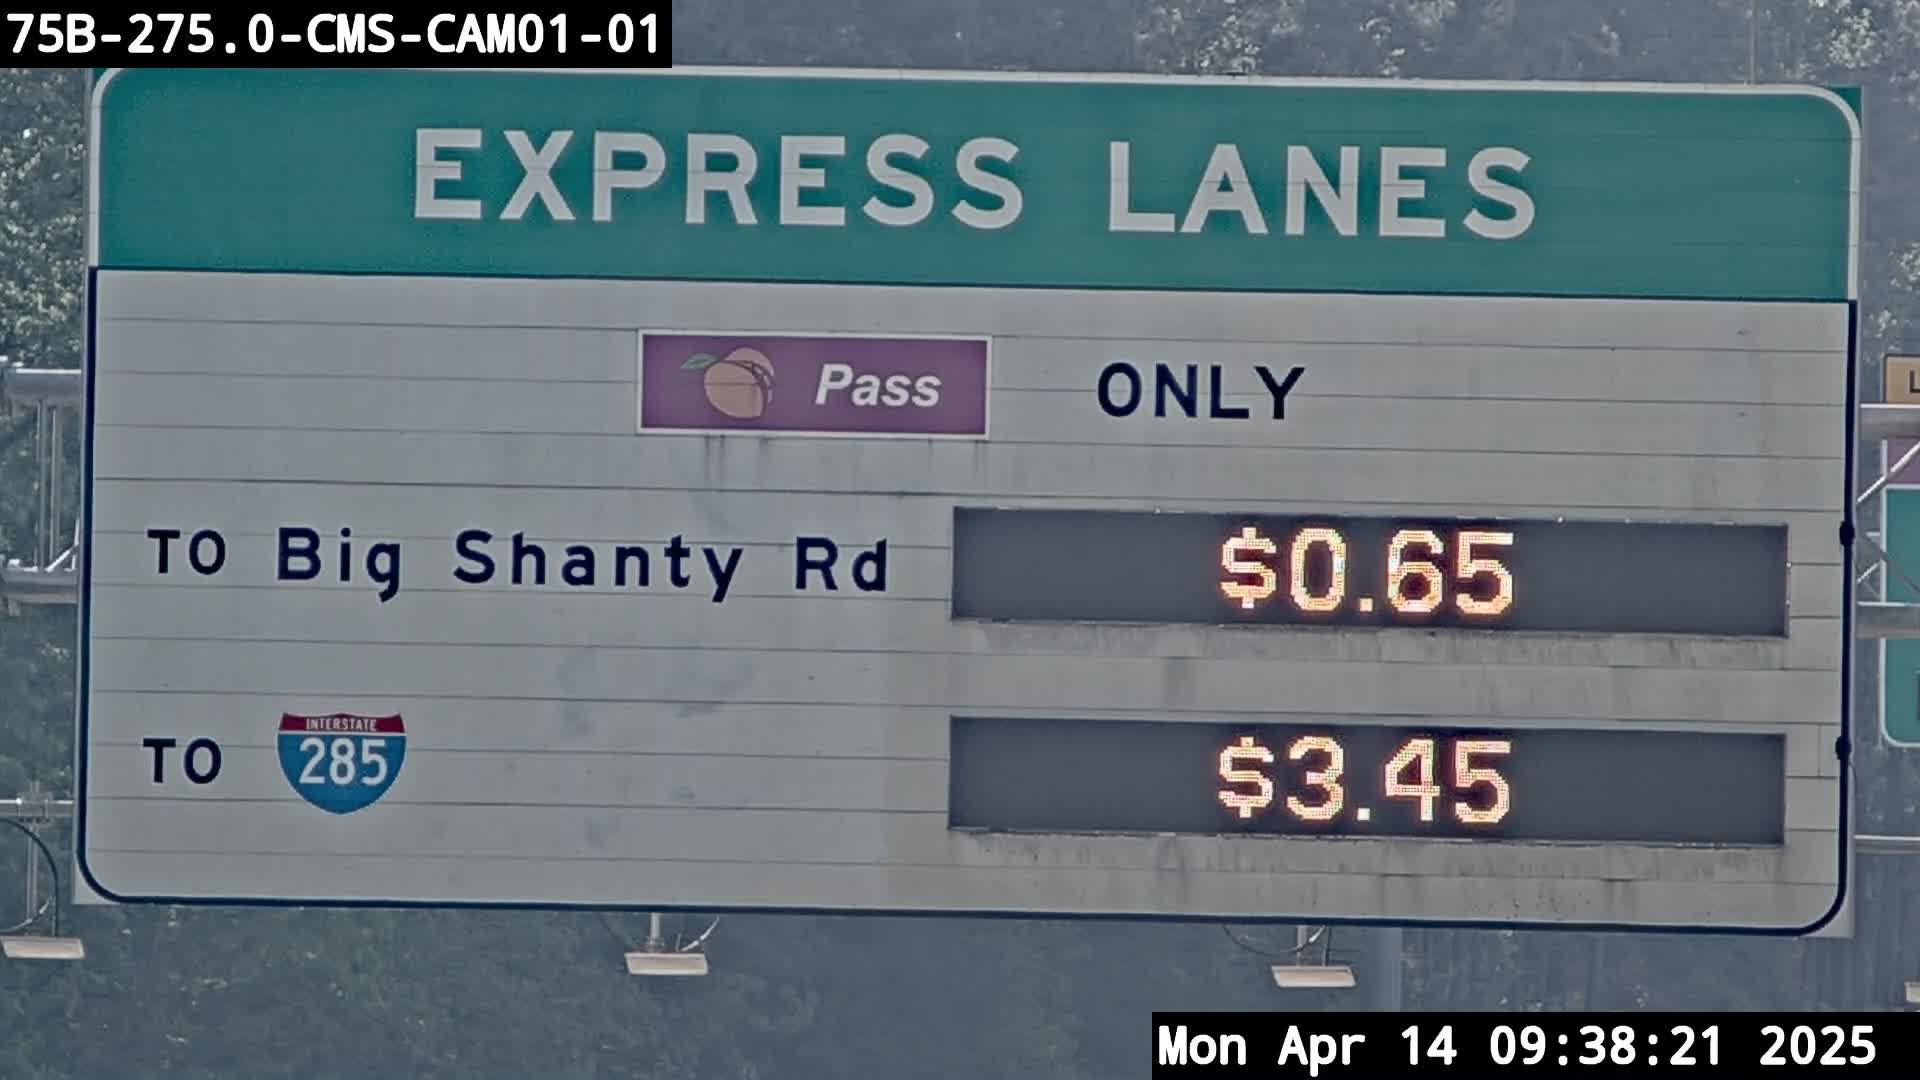 75B-275.0-CMS-CAM01-01
EXPRESS LANES
Pass ONLY
TO Big Shanty Rd $0.65
TO INTERSTATE 285 $3.45
Mon Apr 14 09:38:21 2025